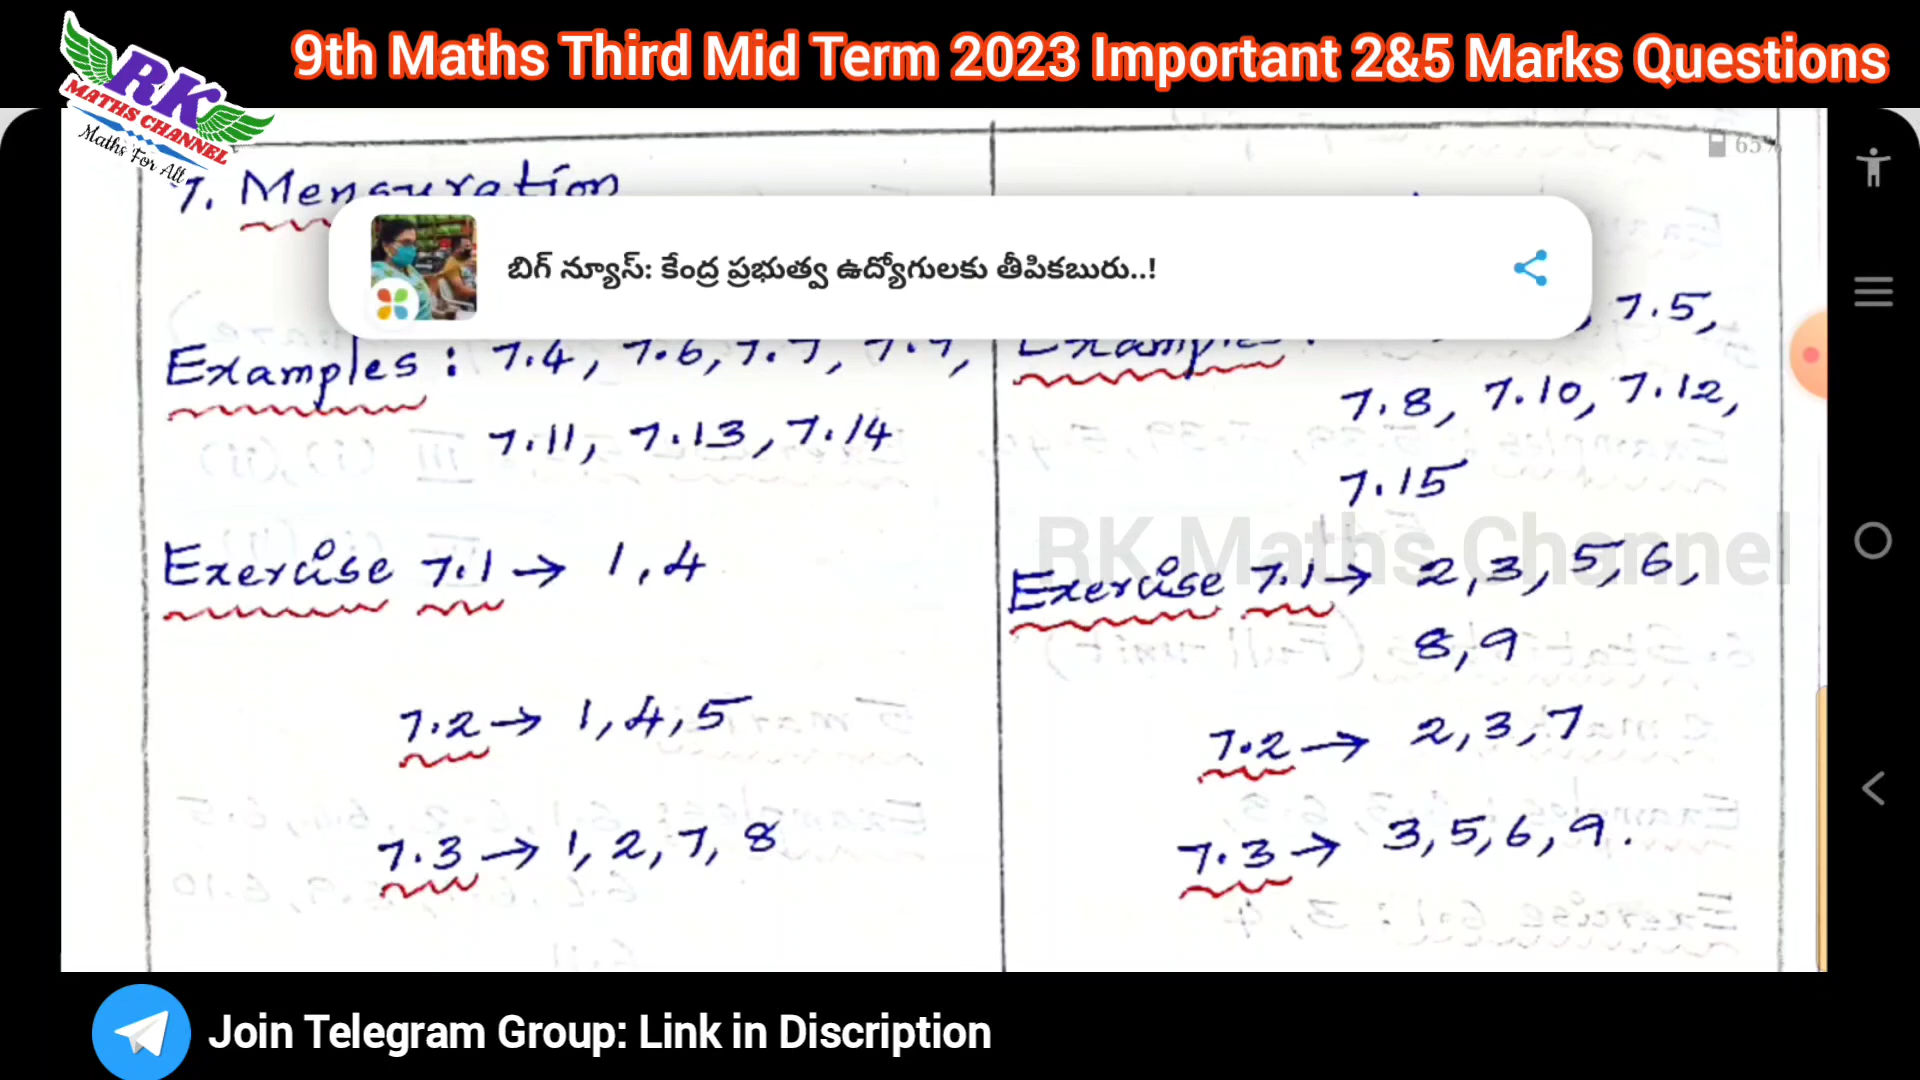 9th Maths Third Mid Term 2023 Important 2&5 Marks Questions
RK
MATHS CHANNEL
Maths For All
65%
7. Mensuration
బిగ్ న్యూస్: కేంద్ర ప్రభుత్వ ఉద్యోగులకు తీపికబురు..!
Examples : 7.4, 7.6,
7.11, 7.13, 7.14
Exercise 7.1 → 1,4
7.2 → 1,4,5
7.3 → 1,2,7,8
7.5,
Examples :
7.8, 7.10, 7.12,
7.15
RK Maths Channel
Exercise 7.1 → 2,3,5,6,
8,9
7.2 → 2,3,7
7.3 → 3,5,6,9.
Join Telegram Group: Link in Discription